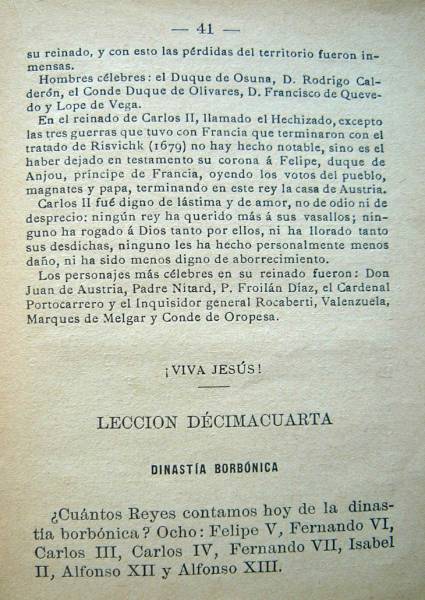 — 41 —
su reinado, y con esto las pérdidas del territorio fueron in-
mensas.
Hombres célebres: el Duque de Osuna, D. Rodrigo Cal-
derón, el Conde Duque de Olivares, D. Francisco de Queve-
do y Lope de Vega.
En el reinado de Carlos II, llamado el Hechizado, excepto
las tres guerras que tuvo con Francia que terminaron con el
tratado de Risvichk (1679) no hay hecho notable, sino es el
haber dejado en testamento su corona á Felipe, duque de
Anjou, príncipe de Francia, oyendo los votos del pueblo,
magnates y papa, terminando en este rey la casa de Austria.
Carlos II fué digno de lástima y de amor, no de odio ni de
desprecio: ningún rey ha querido más á sus vasallos; nin-
guno ha rogado á Dios tanto por ellos, ni ha llorado tanto
sus desdichas, ninguno les ha hecho personalmente menos
daño, ni ha sido menos digno de aborrecimiento.
Los personajes más célebres en su reinado fueron: Don
Juan de Austria, Padre Nitard, P. Froilán Díaz, el Cardenal
Portocarrero y el Inquisidor general Rocaberti, Valenzuela,
Marques de Melgar y Conde de Oropesa.
¡VIVA JESÚS!
LECCION DÉCIMACUARTA
DINASTÍA BORBÓNICA
¿Cuántos Reyes contamos hoy de la dinas-
tía borbónica? Ocho: Felipe V, Fernando VI,
Carlos III, Carlos IV, Fernando VII, Isabel
II, Alfonso XII y Alfonso XIII.